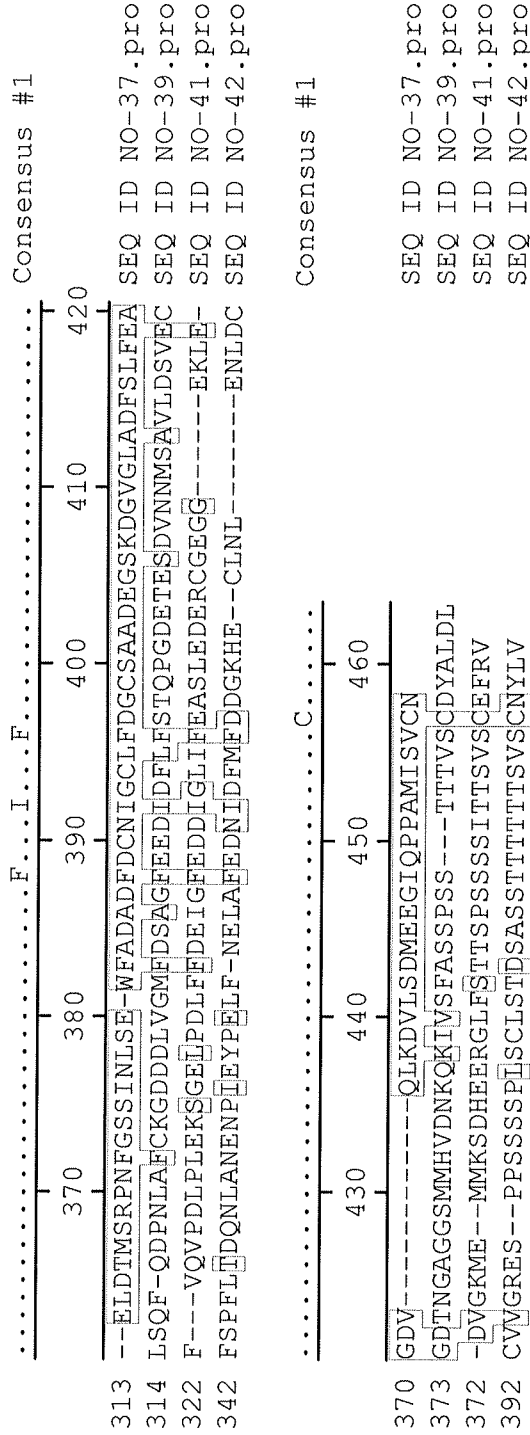 ...........................F...I...F........................ Consensus #1
370 380 390 400 410 420
313 --ELDTMSRPNFGSSINLSE-WFADADFDCNIGCLFDGCSAADEGSKDGVGLADFSLFEA SEQ ID NO-37.pro
314 LSQF-QDPNLAFCKGDDDLVGMFDSAGFEEDIDFLFSTQPGDETESDVNNMSAVLDSVEC SEQ ID NO-39.pro
322 F---VQVPDLPLEKSGELPDLFFDEIGFEDDIGLIFEASLEDERCGEGG------EKLE- SEQ ID NO-41.pro
342 FSPFLTDQNLANENPIEYPELF-NELAFEDNIDFMFDDGKHE--CLNL-------ENLDC SEQ ID NO-42.pro
....................................C...... Consensus #1
430 440 450 460
370 GDV------------QLKDVLSDMEEGIQPPAMISVCN SEQ ID NO-37.pro
373 GDTNGAGGSMMHVDNKQKIVSFASSPSS---TTTVSCDYALDL SEQ ID NO-39.pro
372 -DVGKME--MMKSDHEERGLFSTTSPSSSSITTSVSCEFRV SEQ ID NO-41.pro
392 CVVGRES--PPSSSSPLSCLSTDSASSTTTTTTSVSCNYLV SEQ ID NO-42.pro